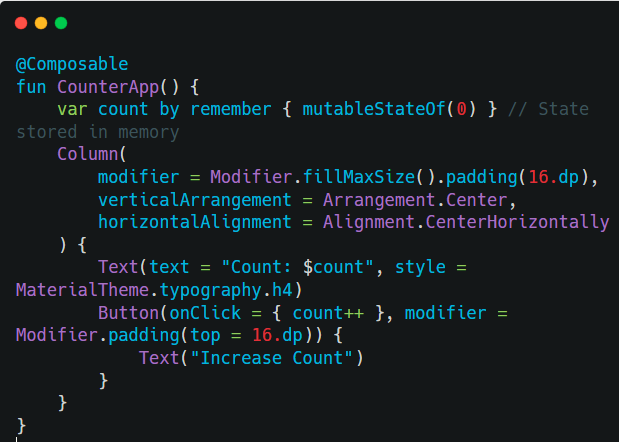 @Composable
fun CounterApp() {
    var count by remember { mutableStateOf(0) } // State
stored in memory
    Column(
        modifier = Modifier.fillMaxSize().padding(16.dp),
        verticalArrangement = Arrangement.Center,
        horizontalAlignment = Alignment.CenterHorizontally
    ) {
        Text(text = "Count: $count", style =
MaterialTheme.typography.h4)
        Button(onClick = { count++ }, modifier =
Modifier.padding(top = 16.dp)) {
            Text("Increase Count")
        }
    }
}